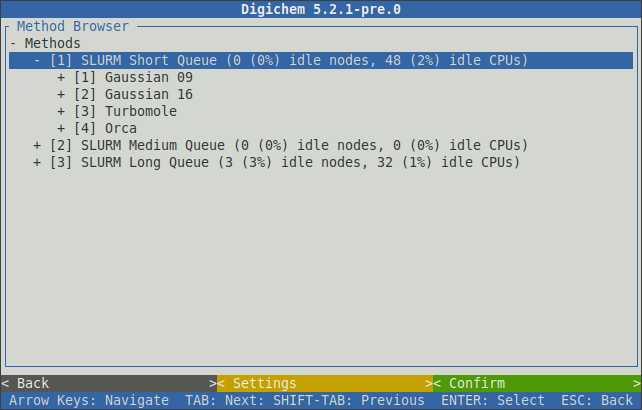 Digichem 5.2.1-pre.0
Method Browser
- Methods
- [1] SLURM Short Queue (0 (0%) idle nodes, 48 (2%) idle CPUs)
+ [1] Gaussian 09
+ [2] Gaussian 16
+ [3] Turbomole
+ [4] Orca
+ [2] SLURM Medium Queue (0 (0%) idle nodes, 0 (0%) idle CPUs)
+ [3] SLURM Long Queue (3 (3%) idle nodes, 32 (1%) idle CPUs)
< Back >< Settings >< Confirm >
Arrow Keys: Navigate TAB: Next: SHIFT-TAB: Previous ENTER: Select ESC: Back